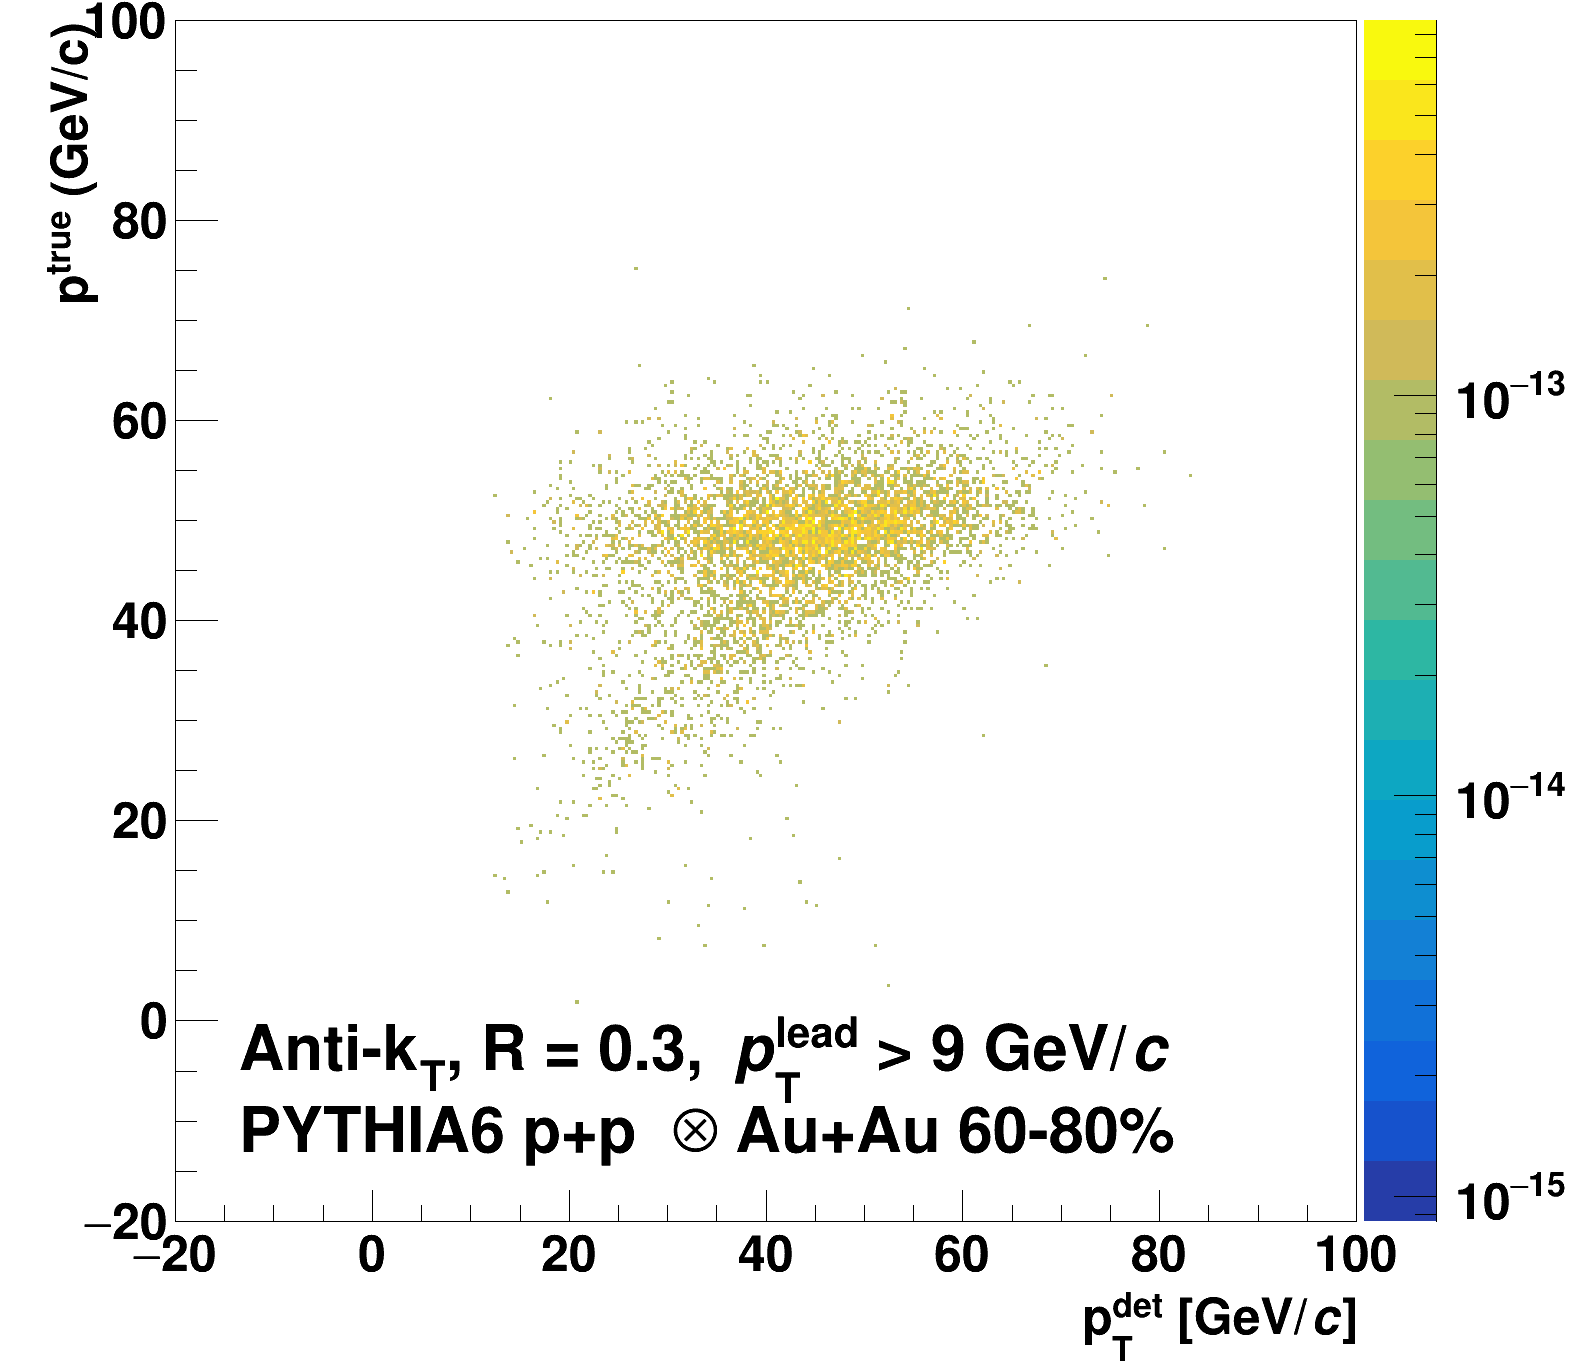 p^true (GeV/c)
100
80
60
40
20
0
−20
−20 0 20 40 60 80 100
p_T^det [GeV/c]
10^−13
10^−14
10^−15
Anti-k_T, R = 0.3, p_T^lead > 9 GeV/c
PYTHIA6 p+p ⊗ Au+Au 60-80%